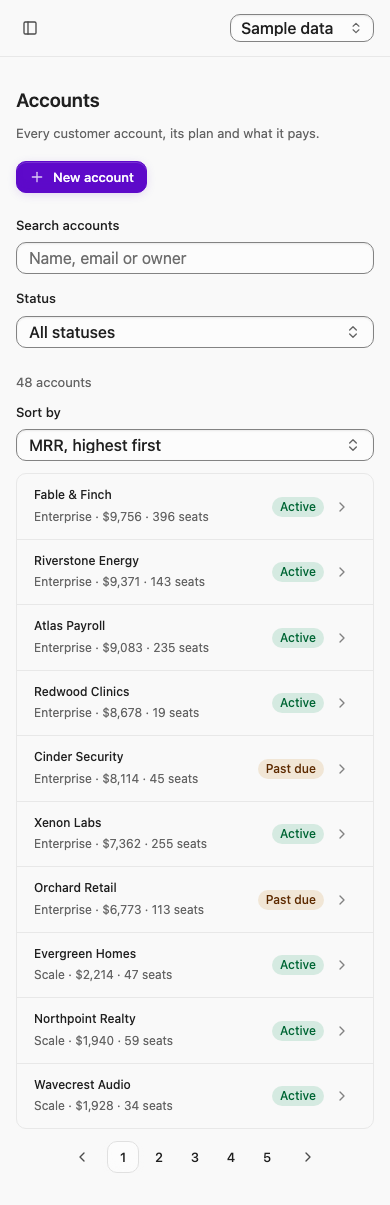 Sample data
Accounts
Every customer account, its plan and what it pays.
New account
Search accounts
Name, email or owner
Status
All statuses
48 accounts
Sort by
MRR, highest first
Fable & Finch
Enterprise · $9,756 · 396 seats
Active
Riverstone Energy
Enterprise · $9,371 · 143 seats
Active
Atlas Payroll
Enterprise · $9,083 · 235 seats
Active
Redwood Clinics
Enterprise · $8,678 · 19 seats
Active
Cinder Security
Enterprise · $8,114 · 45 seats
Past due
Xenon Labs
Enterprise · $7,362 · 255 seats
Active
Orchard Retail
Enterprise · $6,773 · 113 seats
Past due
Evergreen Homes
Scale · $2,214 · 47 seats
Active
Northpoint Realty
Scale · $1,940 · 59 seats
Active
Wavecrest Audio
Scale · $1,928 · 34 seats
Active
1 2 3 4 5